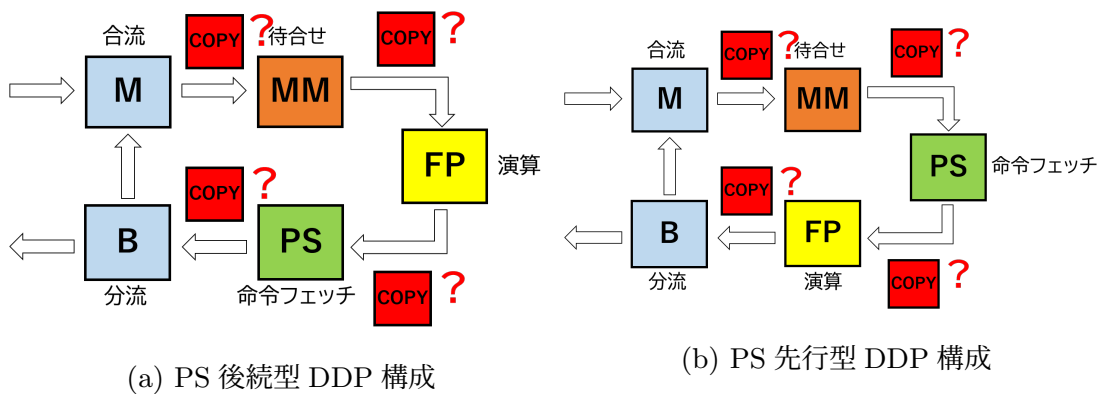 合流
COPY ?
待合せ
COPY ?
M
MM
FP
演算
COPY ?
B
PS
分流
命令フェッチ
COPY ?
(a) PS 後続型 DDP 構成
合流
COPY ?
待合せ
COPY ?
M
MM
PS
命令フェッチ
COPY ?
B
FP
分流
演算
COPY ?
(b) PS 先行型 DDP 構成